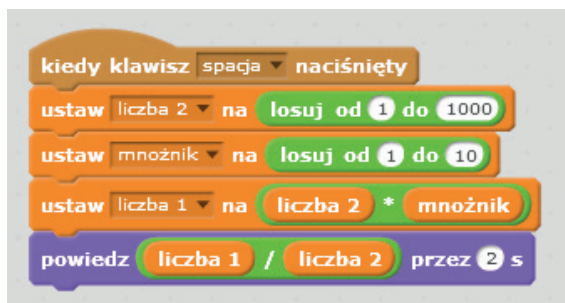 kiedy klawisz spacja naciśnięty
ustaw liczba 2 na losuj od 1 do 1000
ustaw mnożnik na losuj od 1 do 10
ustaw liczba 1 na liczba 2 * mnożnik
powiedz liczba 1 / liczba 2 przez 2 s